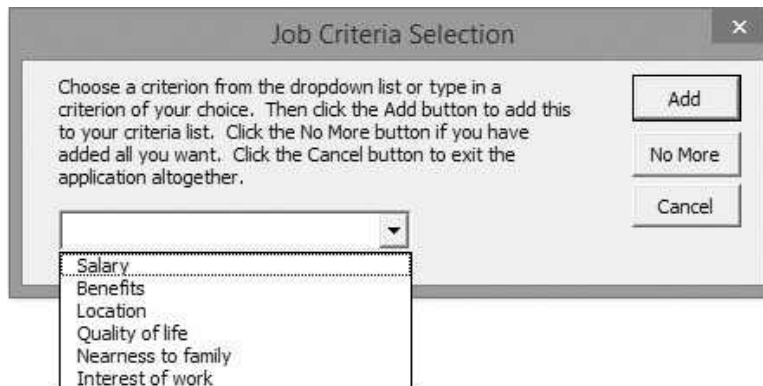 Job Criteria Selection
Choose a criterion from the dropdown list or type in a
criterion of your choice. Then click the Add button to add this
to your criteria list. Click the No More button if you have
added all you want. Click the Cancel button to exit the
application altogether.
Add
No More
Cancel
Salary
Benefits
Location
Quality of life
Nearness to family
Interest of work